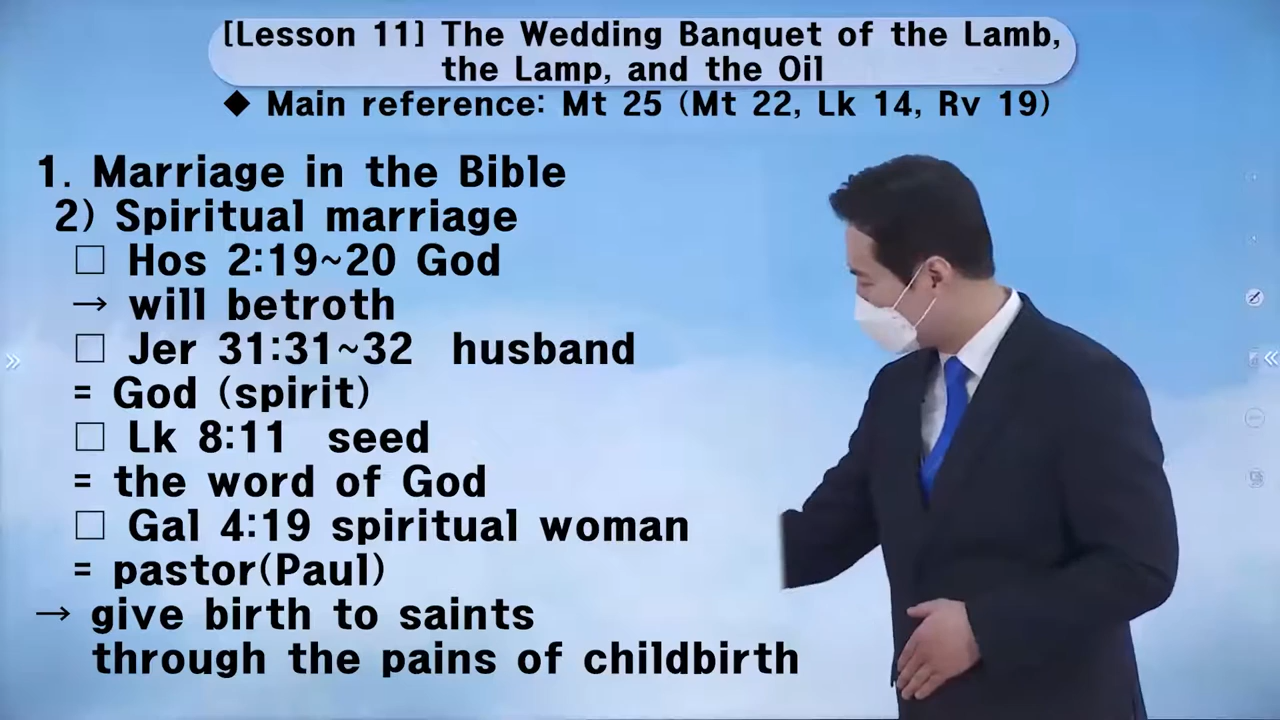 [Lesson 11] The Wedding Banquet of the Lamb,
the Lamp, and the Oil
◆ Main reference: Mt 25 (Mt 22, Lk 14, Rv 19)
1. Marriage in the Bible
2) Spiritual marriage
□ Hos 2:19~20 God
→ will betroth
□ Jer 31:31~32 husband
= God (spirit)
□ Lk 8:11 seed
= the word of God
□ Gal 4:19 spiritual woman
= pastor(Paul)
→ give birth to saints
through the pains of childbirth